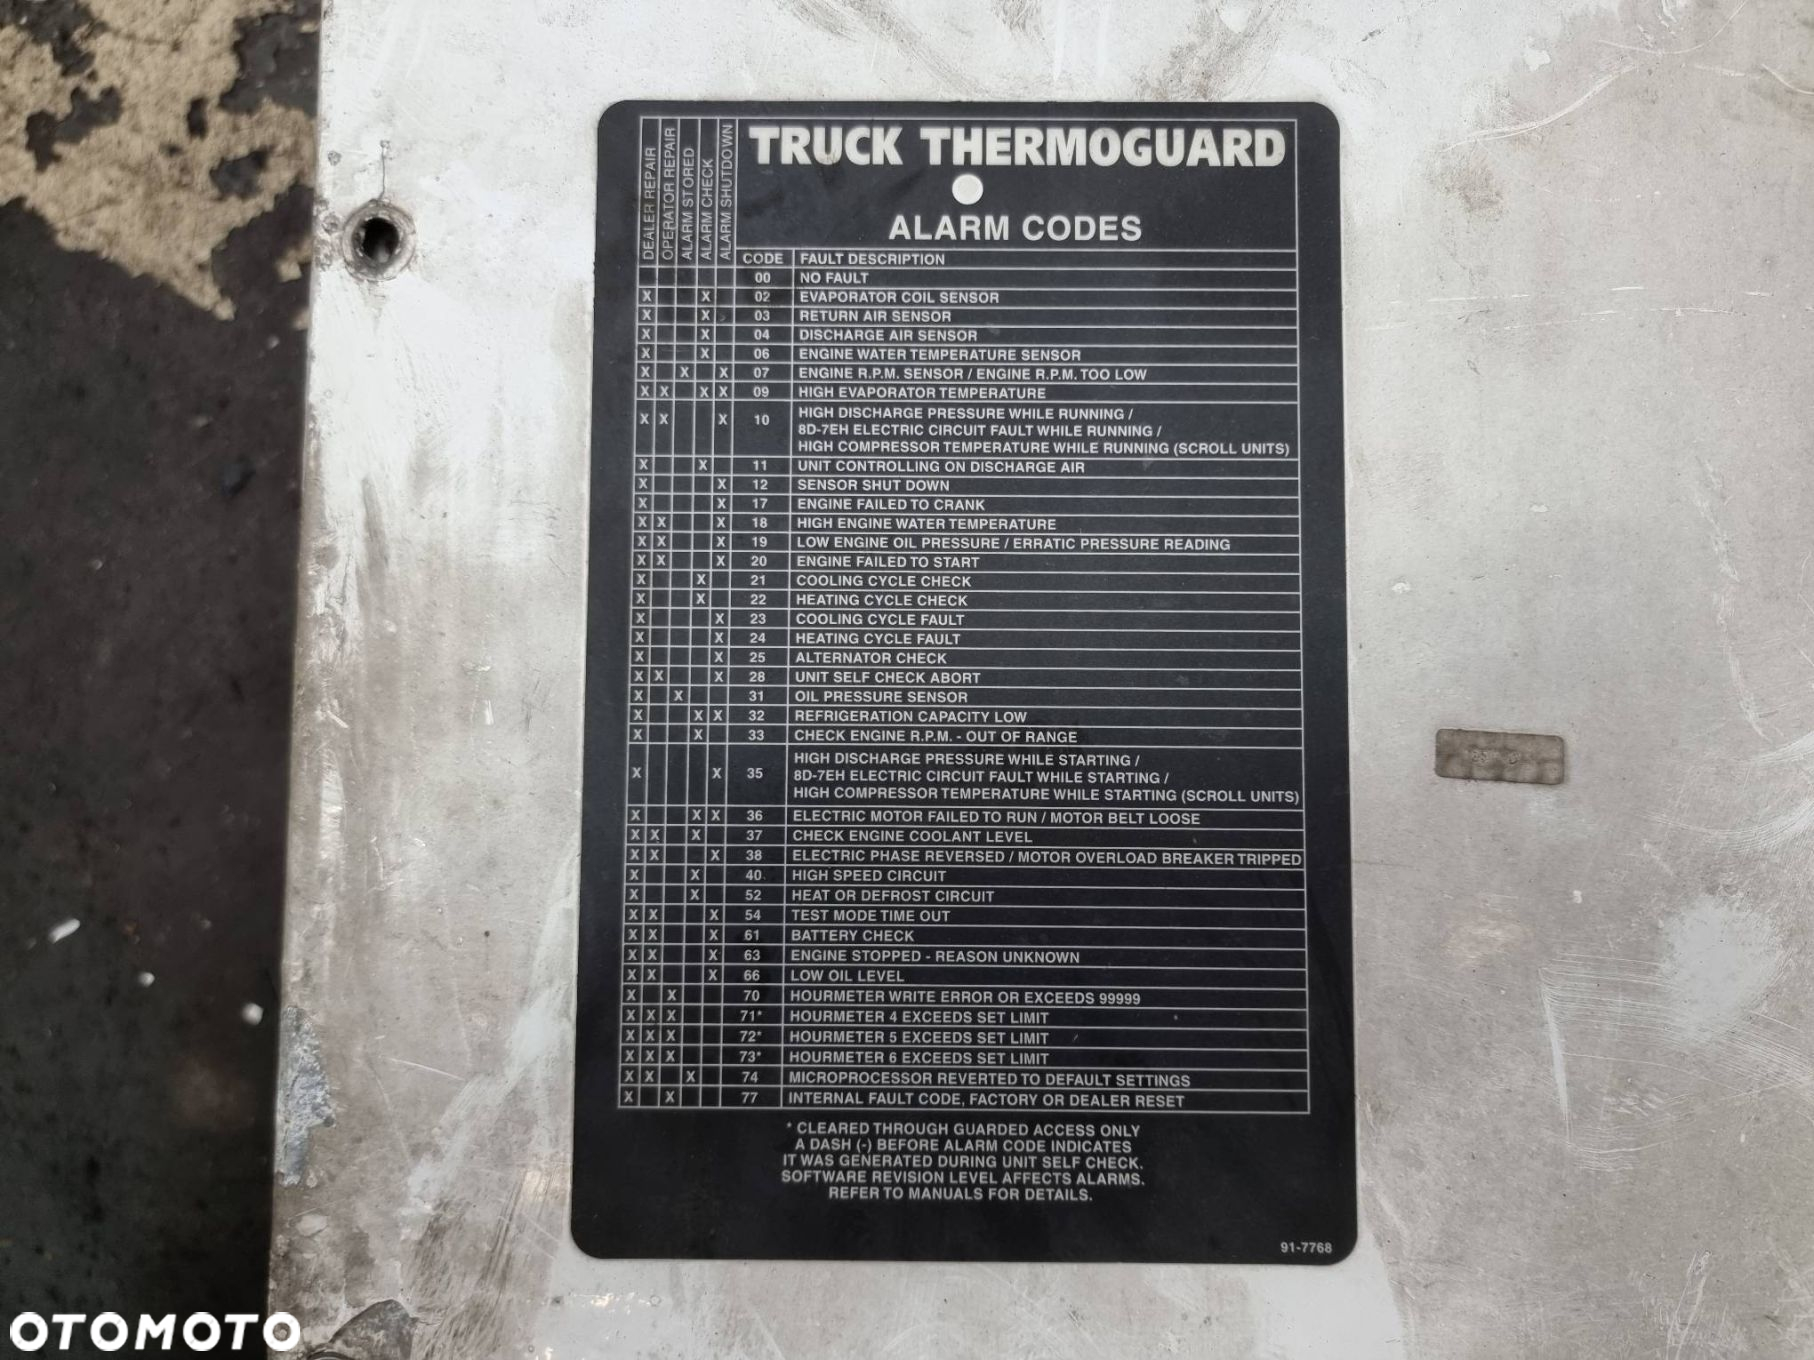 DEALER REPAIR
OPERATOR REPAIR
ALARM STORED
ALARM CHECK
ALARM SHUTDOWN
TRUCK THERMOGUARD
ALARM CODES
CODE FAULT DESCRIPTION
00 NO FAULT
X X 02 EVAPORATOR COIL SENSOR
X X 03 RETURN AIR SENSOR
X X 04 DISCHARGE AIR SENSOR
X X 06 ENGINE WATER TEMPERATURE SENSOR
X X X 07 ENGINE R.P.M. SENSOR / ENGINE R.P.M. TOO LOW
X X X X 09 HIGH EVAPORATOR TEMPERATURE
X X X 10 HIGH DISCHARGE PRESSURE WHILE RUNNING /
8D-7EH ELECTRIC CIRCUIT FAULT WHILE RUNNING /
HIGH COMPRESSOR TEMPERATURE WHILE RUNNING (SCROLL UNITS)
X X 11 UNIT CONTROLLING ON DISCHARGE AIR
X X 12 SENSOR SHUT DOWN
X X 17 ENGINE FAILED TO CRANK
X X X 18 HIGH ENGINE WATER TEMPERATURE
X X X 19 LOW ENGINE OIL PRESSURE / ERRATIC PRESSURE READING
X X X 20 ENGINE FAILED TO START
X X 21 COOLING CYCLE CHECK
X X 22 HEATING CYCLE CHECK
X X 23 COOLING CYCLE FAULT
X X 24 HEATING CYCLE FAULT
X X 25 ALTERNATOR CHECK
X X X 28 UNIT SELF CHECK ABORT
X X 31 OIL PRESSURE SENSOR
X X X 32 REFRIGERATION CAPACITY LOW
X X 33 CHECK ENGINE R.P.M. - OUT OF RANGE
X X 35 HIGH DISCHARGE PRESSURE WHILE STARTING /
8D-7EH ELECTRIC CIRCUIT FAULT WHILE STARTING /
HIGH COMPRESSOR TEMPERATURE WHILE STARTING (SCROLL UNITS)
X X X 36 ELECTRIC MOTOR FAILED TO RUN / MOTOR BELT LOOSE
X X X 37 CHECK ENGINE COOLANT LEVEL
X X X 38 ELECTRIC PHASE REVERSED / MOTOR OVERLOAD BREAKER TRIPPED
X X 40 HIGH SPEED CIRCUIT
X X 52 HEAT OR DEFROST CIRCUIT
X X X 54 TEST MODE TIME OUT
X X X 61 BATTERY CHECK
X X X 63 ENGINE STOPPED - REASON UNKNOWN
X X X 66 LOW OIL LEVEL
X X 70 HOURMETER WRITE ERROR OR EXCEEDS 99999
X X X 71* HOURMETER 4 EXCEEDS SET LIMIT
X X X 72* HOURMETER 5 EXCEEDS SET LIMIT
X X X 73* HOURMETER 6 EXCEEDS SET LIMIT
X X X 74 MICROPROCESSOR REVERTED TO DEFAULT SETTINGS
X X 77 INTERNAL FAULT CODE, FACTORY OR DEALER RESET
* CLEARED THROUGH GUARDED ACCESS ONLY
A DASH (-) BEFORE ALARM CODE INDICATES
IT WAS GENERATED DURING UNIT SELF CHECK.
SOFTWARE REVISION LEVEL AFFECTS ALARMS.
REFER TO MANUALS FOR DETAILS.
91-7768
OTOMOTO